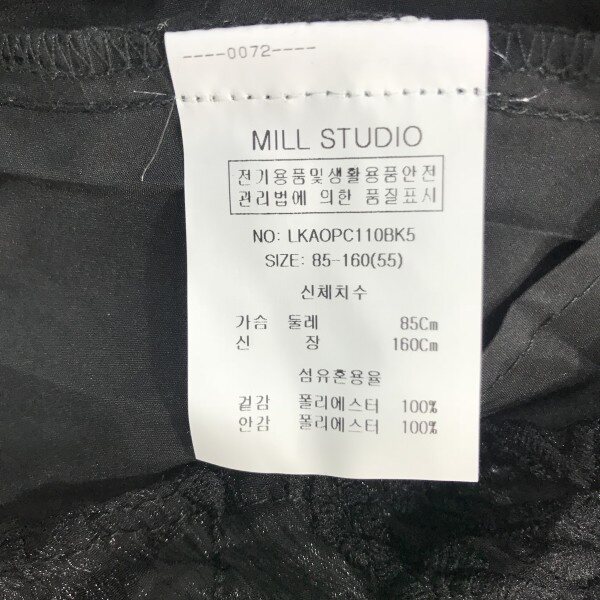 ----0072----
MILL STUDIO
전기용품및생활용품안전
관리법에 의한 품질표시
NO: LKAOPC110BK5
SIZE: 85-160(55)
신체치수
가슴 둘레 85Cm
신 장 160Cm
섬유혼용율
겉감 폴리에스터 100%
안감 폴리에스터 100%